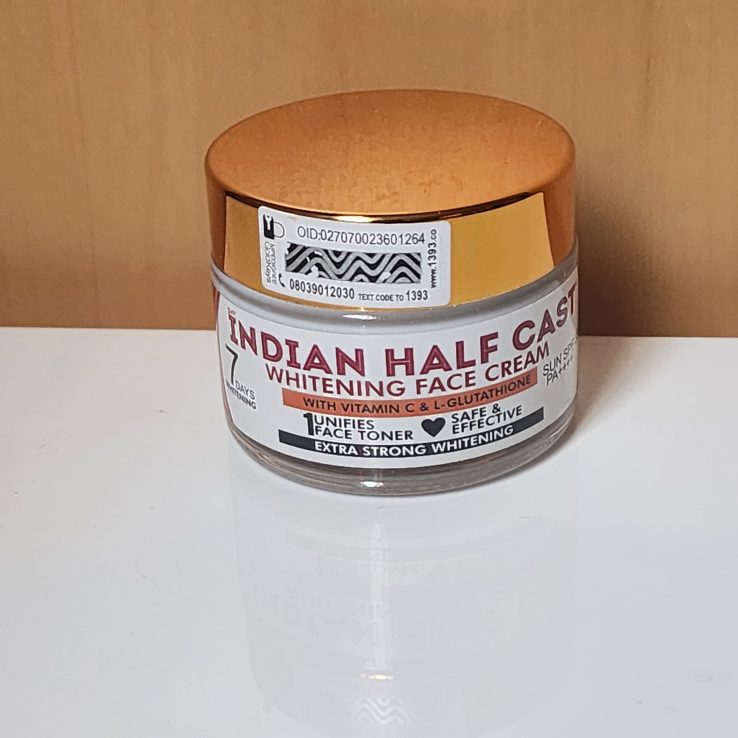 OID:027070023601264
www.1393.co
08039012030 TEXT CODE TO 1393
INDIAN HALF CAST
WHITENING FACE CREAM
7 DAYS
WHITENING
SUN SPF
PA+++
WITH VITAMIN C & L-GLUTATHIONE
1 UNIFIES
FACE TONER
SAFE &
EFFECTIVE
EXTRA STRONG WHITENING